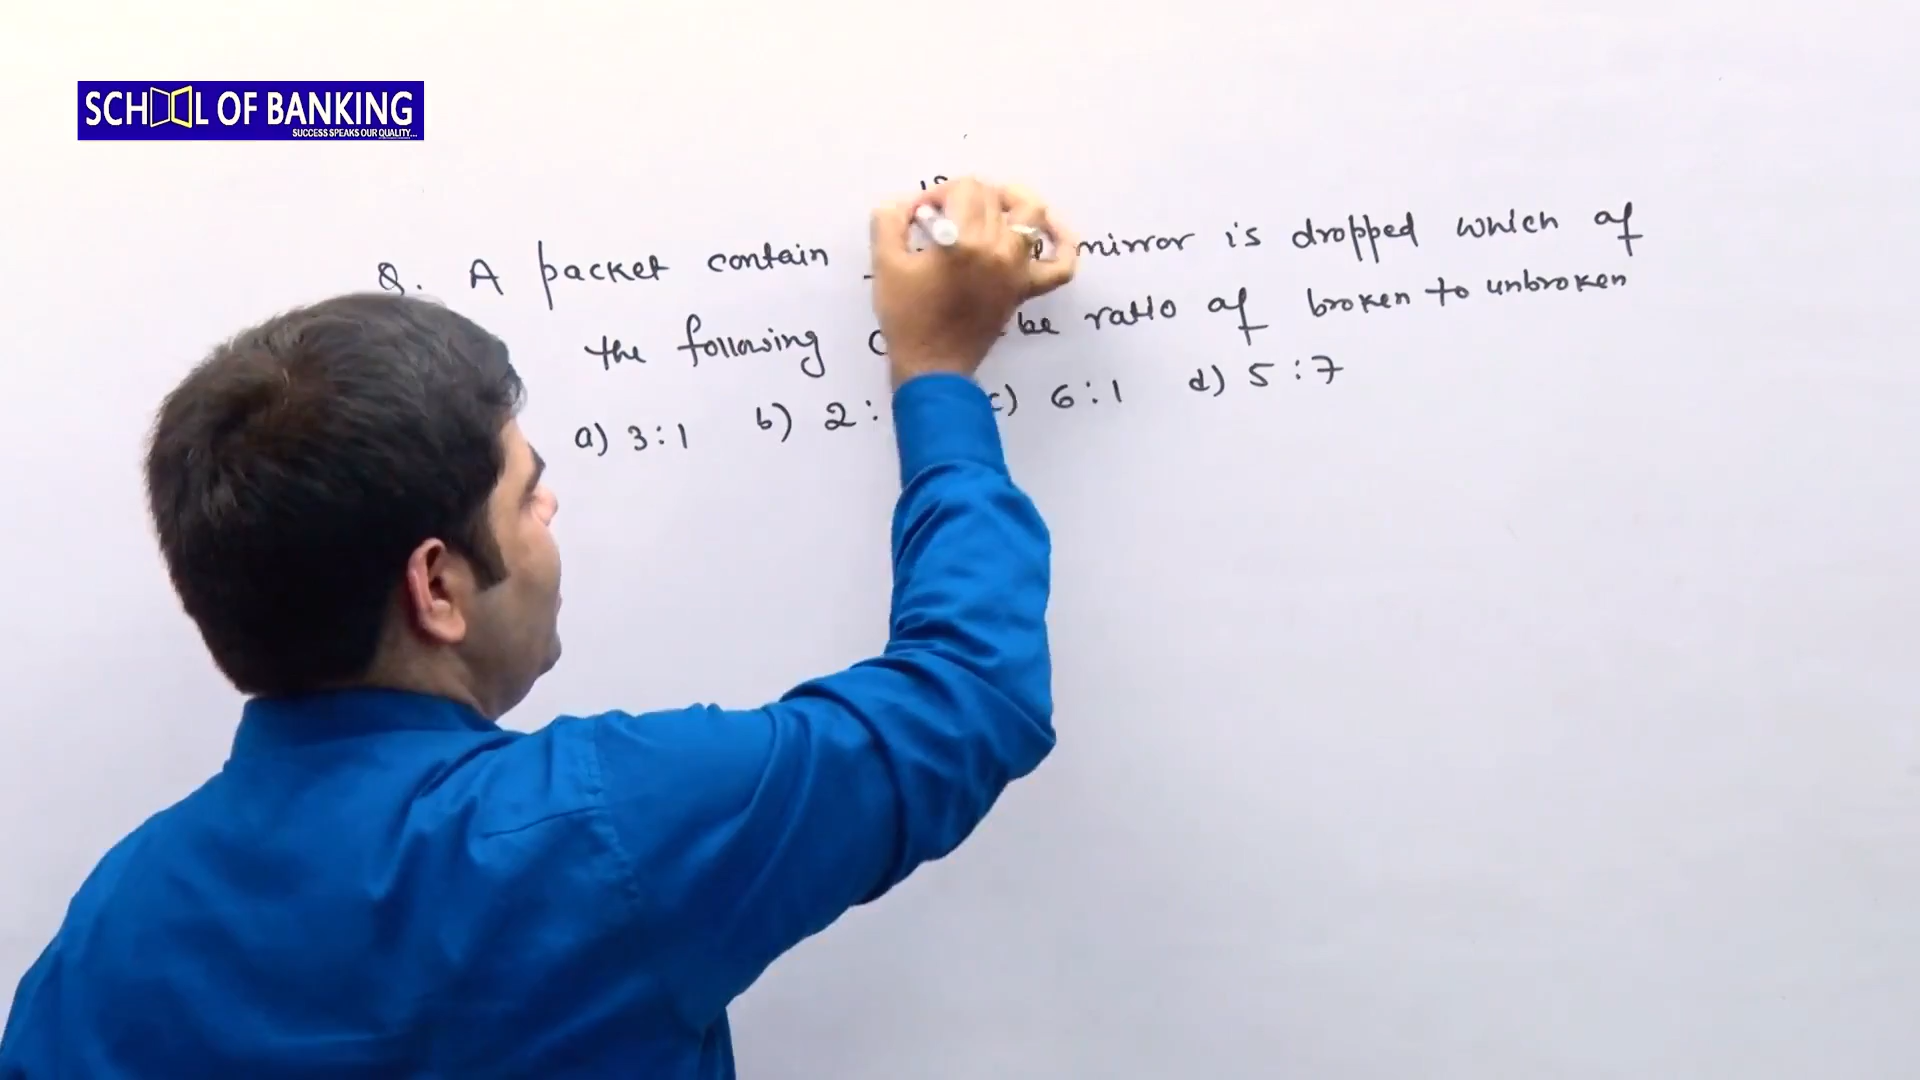 SCHOOL OF BANKING
SUCCESS SPEAKS OUR QUALITY...
Q. A packet contain mirror is dropped which of
the following be ratio of broken to unbroken
a) 3:1 b) 2: c) 6:1 d) 5:7